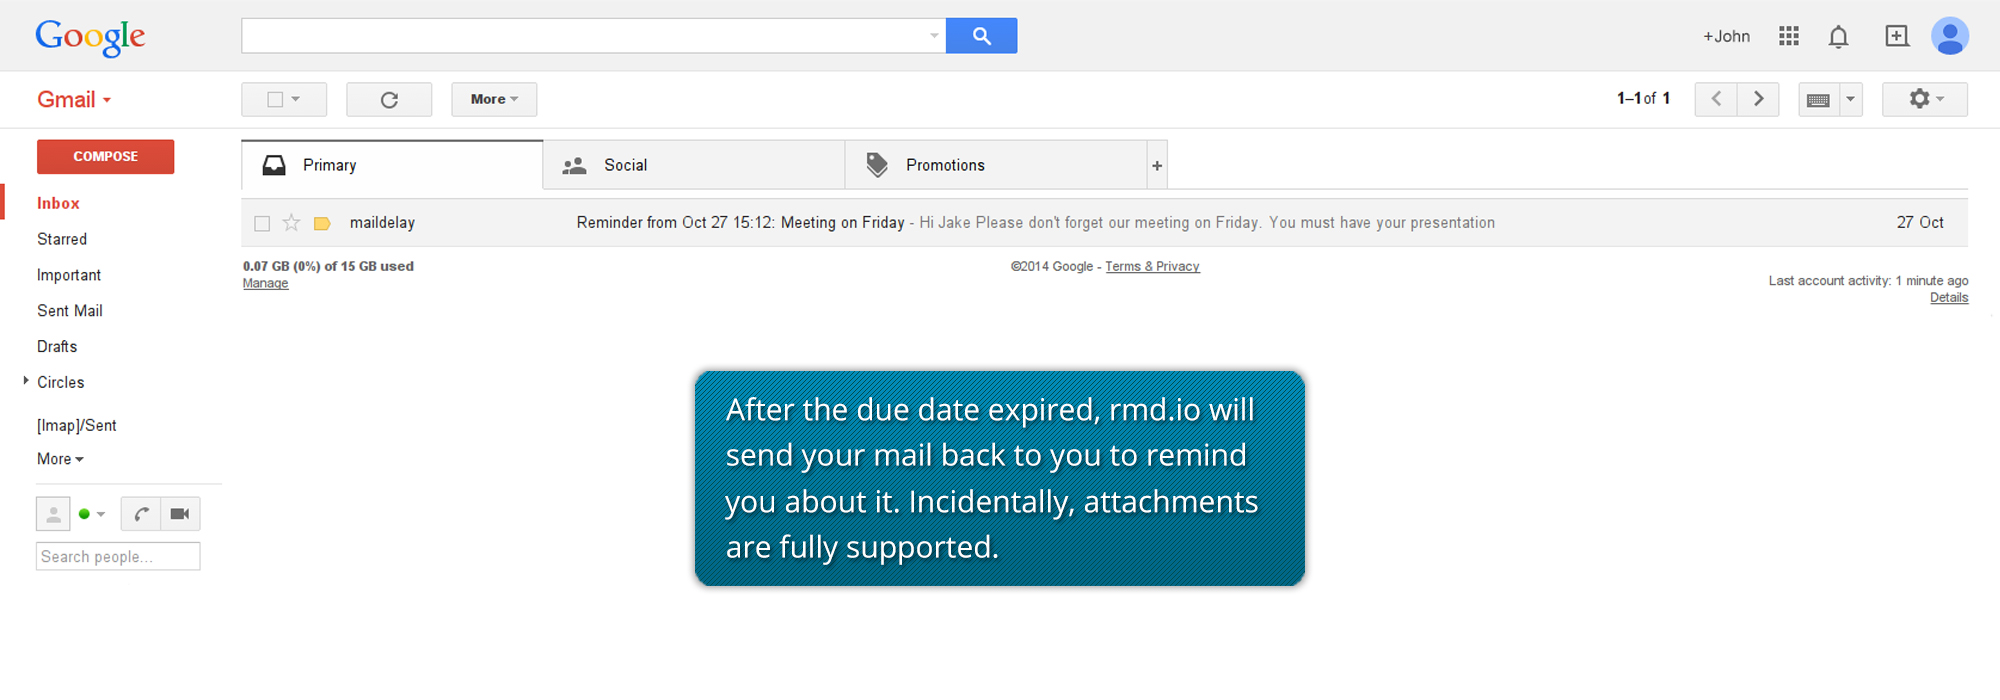 Google
+John
Gmail
More
1–1 of 1
COMPOSE
Primary
Social
Promotions
+
Inbox
maildelay
Reminder from Oct 27 15:12: Meeting on Friday - Hi Jake Please don't forget our meeting on Friday. You must have your presentation
27 Oct
Starred
Important
Sent Mail
Drafts
Circles
[Imap]/Sent
More
Search people...
0.07 GB (0%) of 15 GB used
Manage
©2014 Google - Terms & Privacy
Last account activity: 1 minute ago
Details
After the due date expired, rmd.io will
send your mail back to you to remind
you about it. Incidentally, attachments
are fully supported.